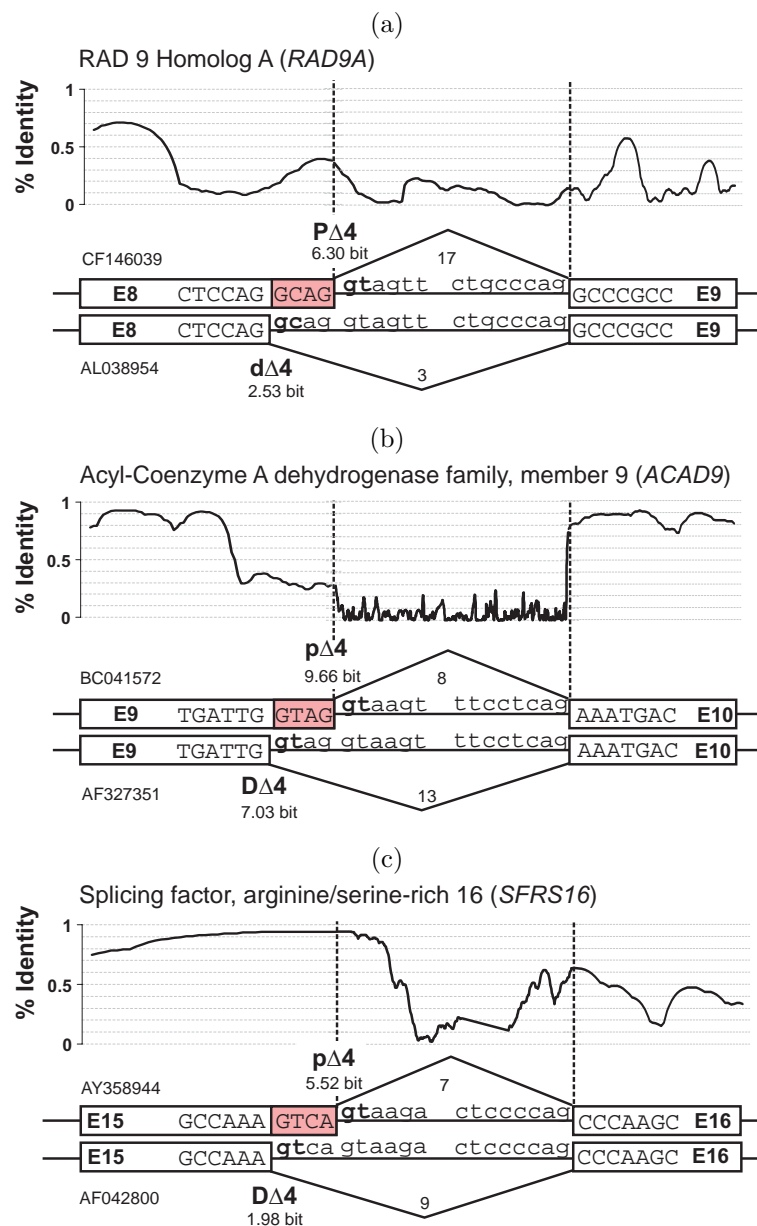 (a)
RAD 9 Homolog A (RAD9A)
% Identity
1
0.5
0
PΔ4
6.30 bit
17
CF146039
E8 CTCCAG GCAG gtagtt ctgcccag GCCCGCC E9
E8 CTCCAG gcag gtagtt ctgcccag GCCCGCC E9
AL038954
dΔ4
2.53 bit
3
(b)
Acyl-Coenzyme A dehydrogenase family, member 9 (ACAD9)
% Identity
1
0.5
0
pΔ4
9.66 bit
8
BC041572
E9 TGATTG GTAG gtaagt ttcctcag AAATGAC E10
E9 TGATTG gtag gtaagt ttcctcag AAATGAC E10
AF327351
DΔ4
7.03 bit
13
(c)
Splicing factor, arginine/serine-rich 16 (SFRS16)
% Identity
1
0.5
0
pΔ4
5.52 bit
7
AY358944
E15 GCCAAA GTCA gtaaga ctccccag CCCAAGC E16
E15 GCCAAA gtca gtaaga ctccccag CCCAAGC E16
AF042800
DΔ4
1.98 bit
9